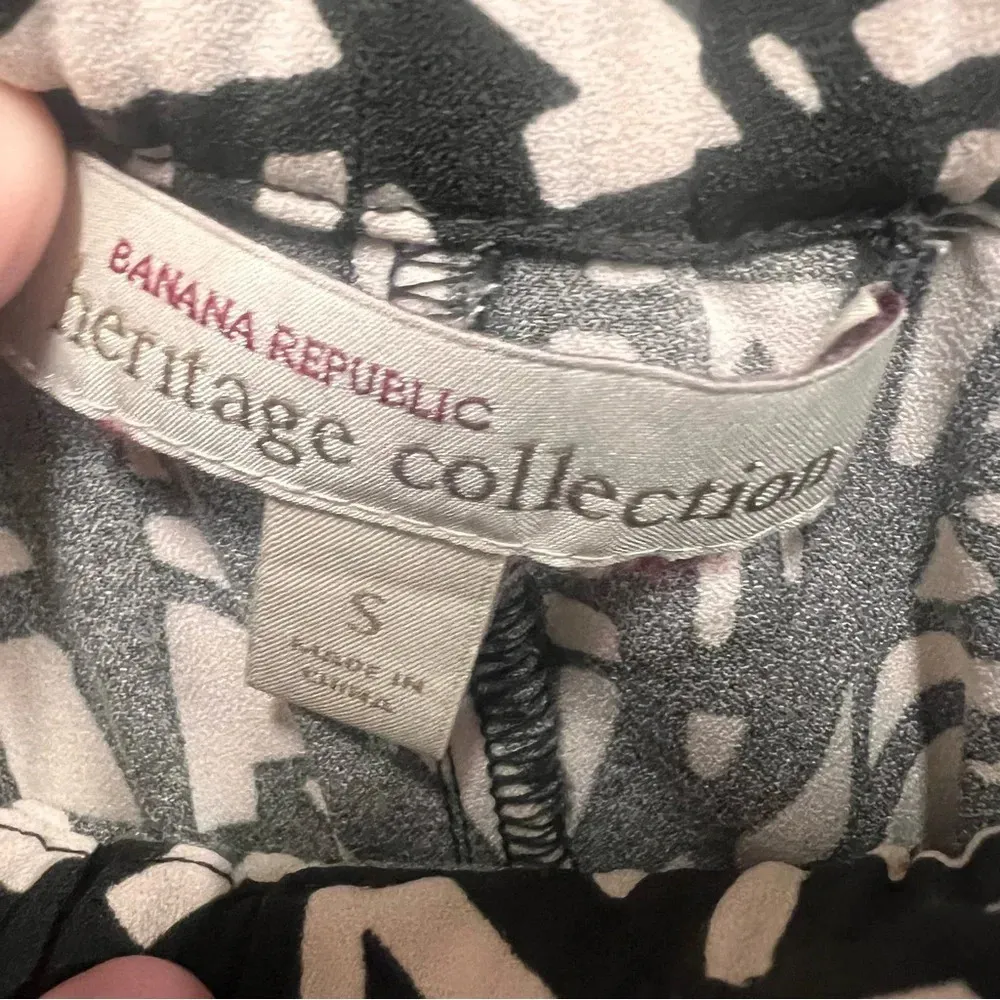 BANANA REPUBLIC
heritage collection
S
MADE IN
CHINA